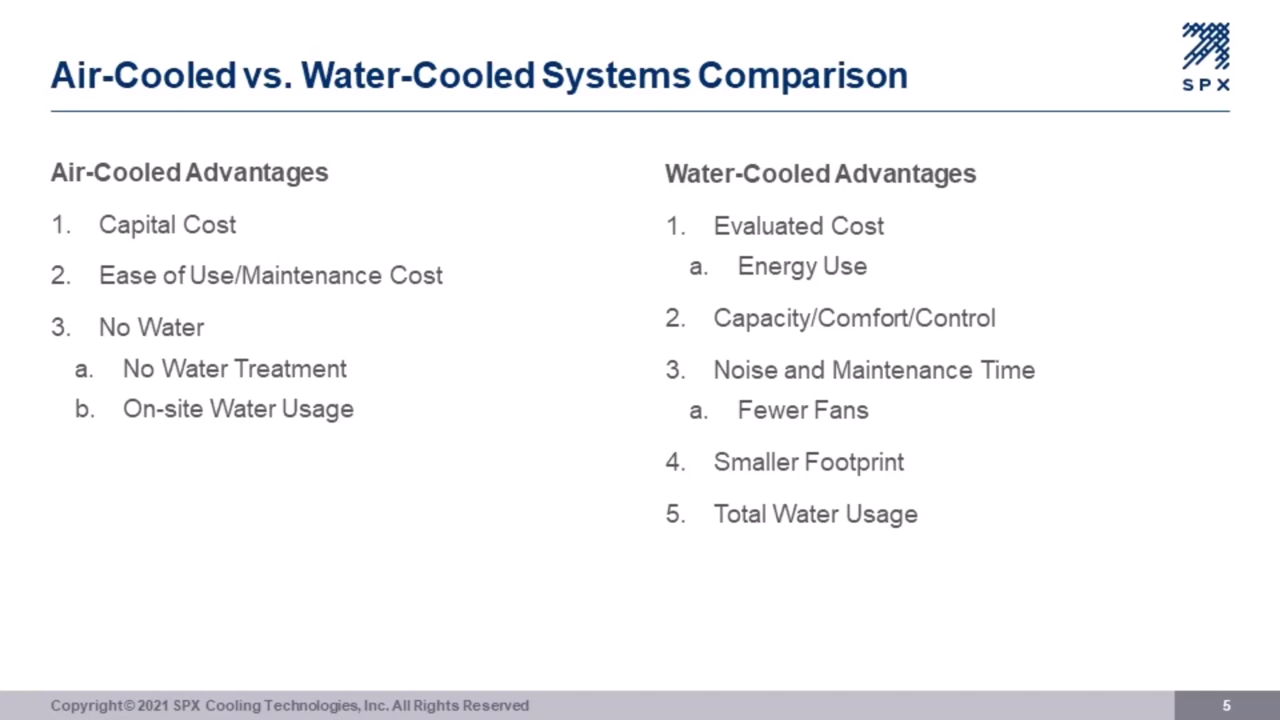 Air-Cooled vs. Water-Cooled Systems Comparison
SPX
Air-Cooled Advantages
1. Capital Cost
2. Ease of Use/Maintenance Cost
3. No Water
a. No Water Treatment
b. On-site Water Usage
Water-Cooled Advantages
1. Evaluated Cost
a. Energy Use
2. Capacity/Comfort/Control
3. Noise and Maintenance Time
a. Fewer Fans
4. Smaller Footprint
5. Total Water Usage
Copyright© 2021 SPX Cooling Technologies, Inc. All Rights Reserved
5